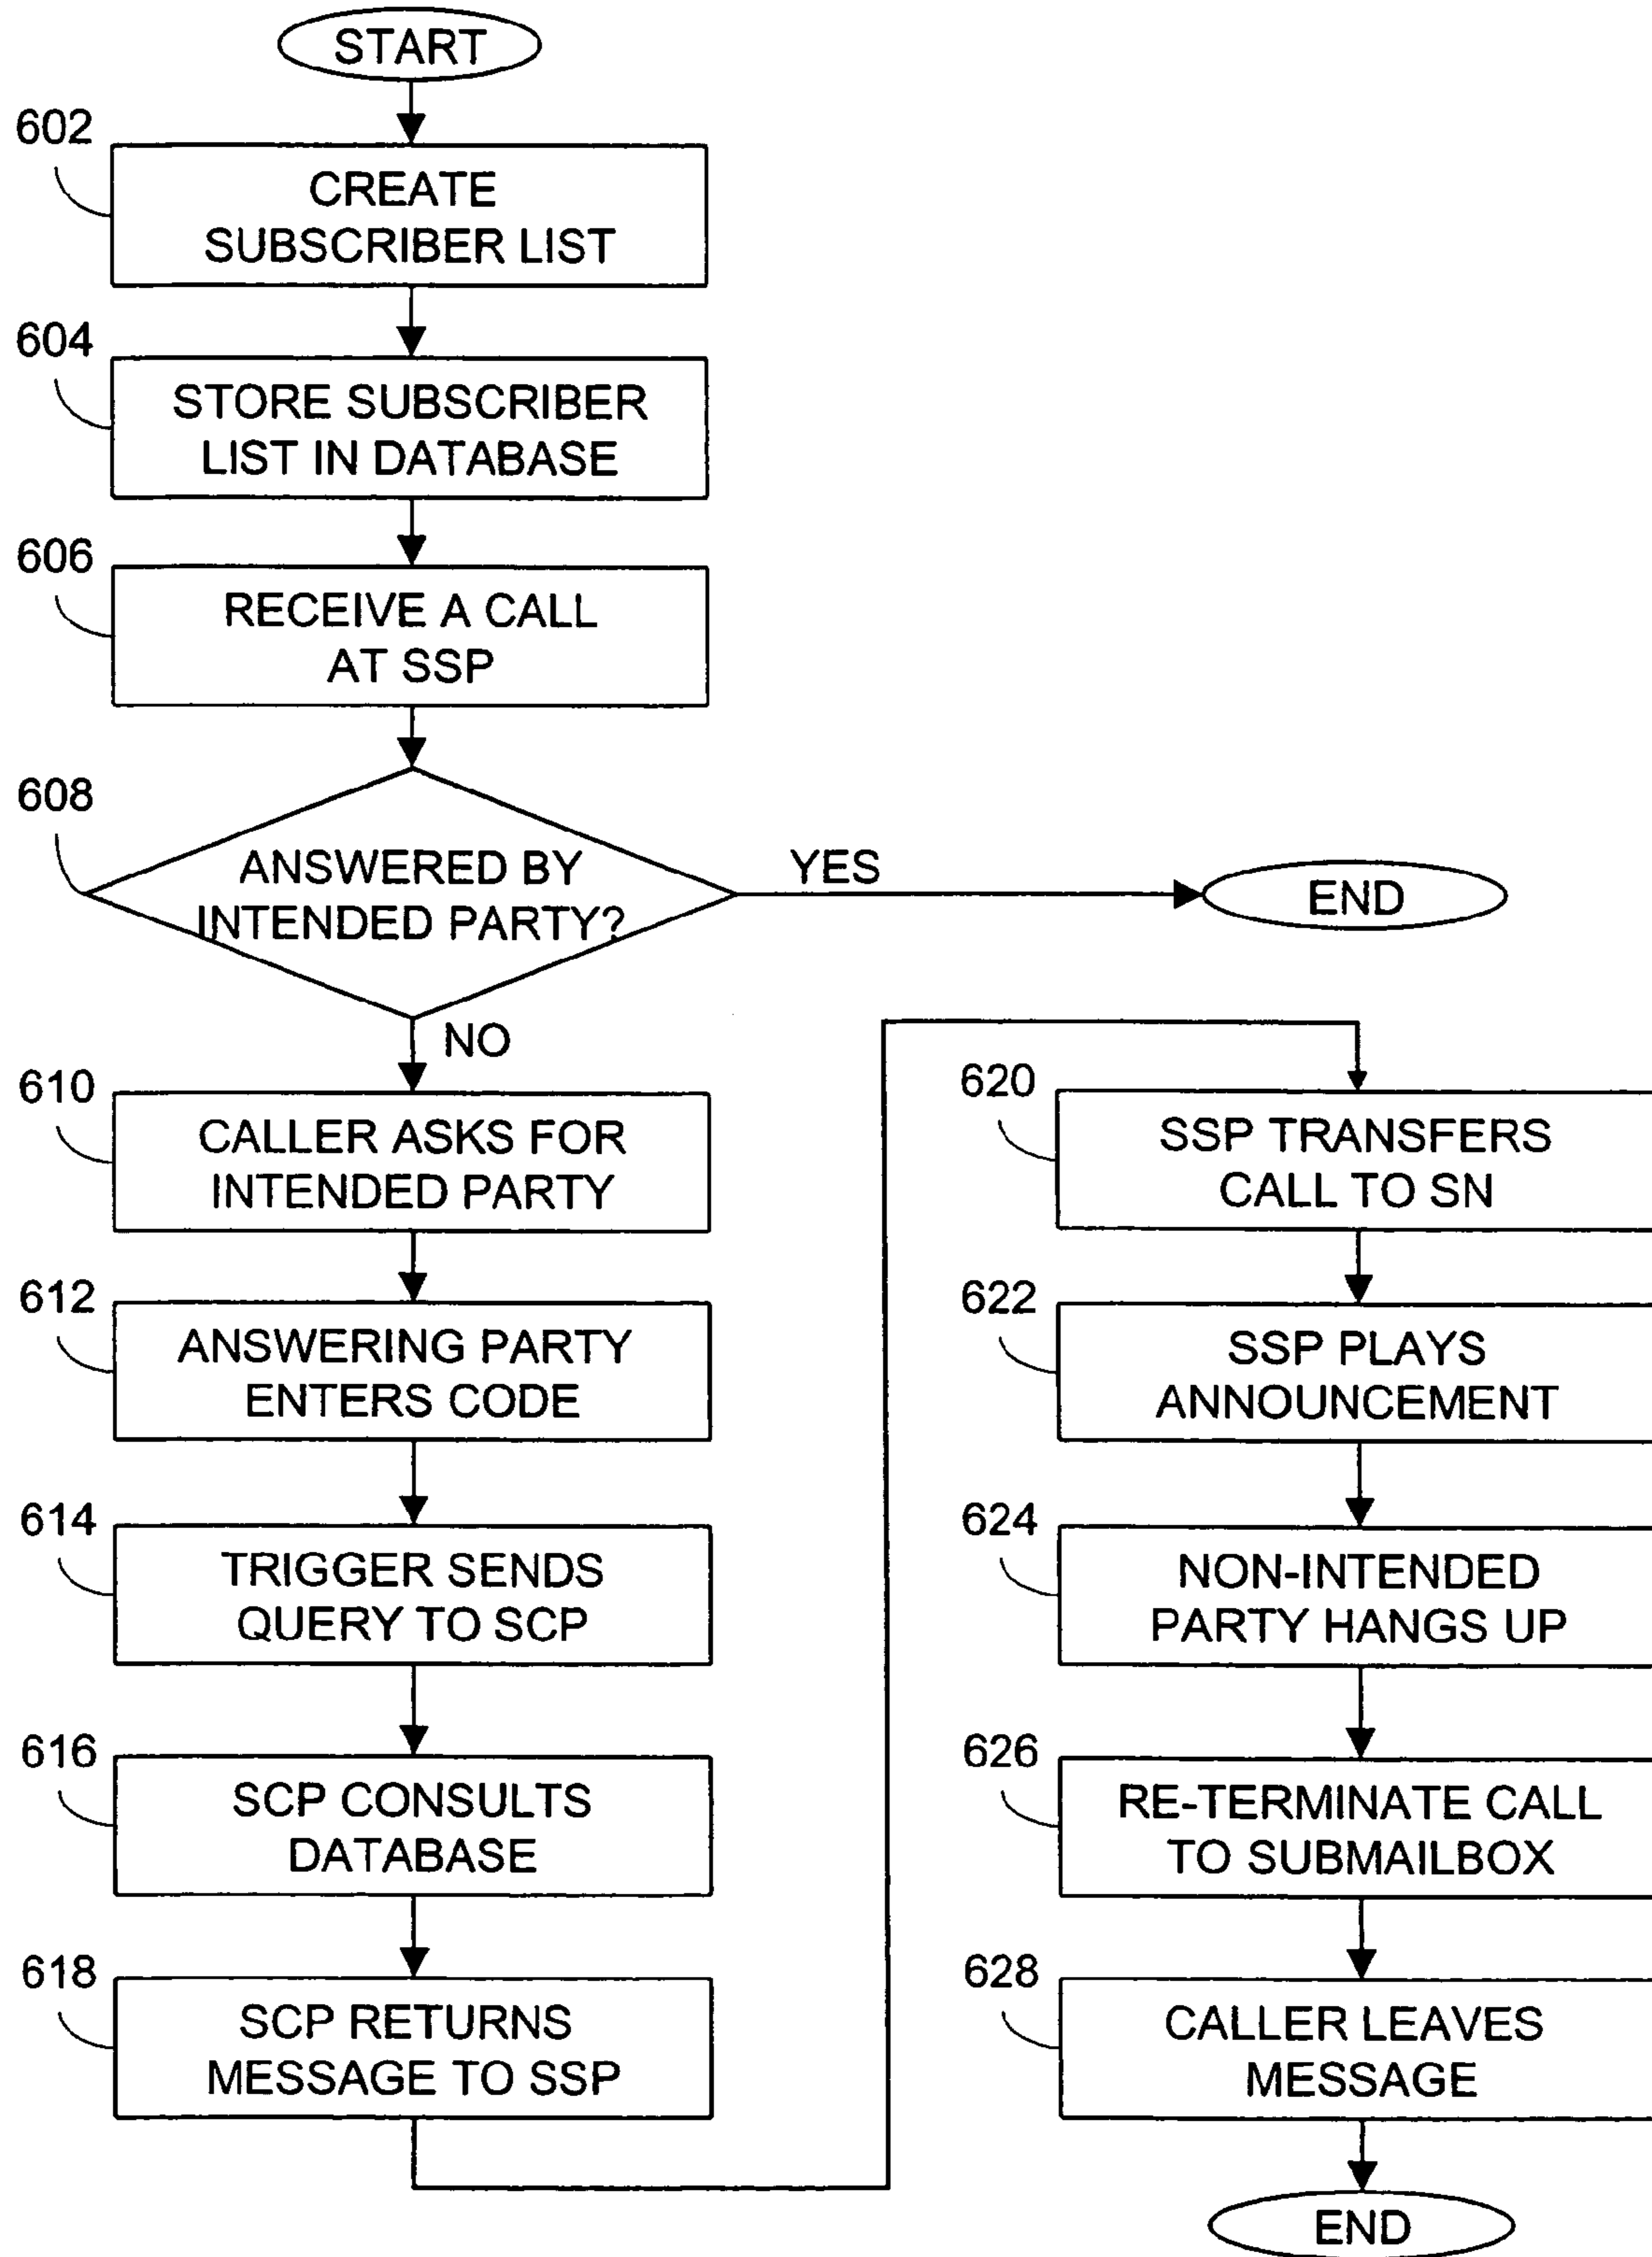 START
602
CREATE
SUBSCRIBER LIST
604
STORE SUBSCRIBER
LIST IN DATABASE
606
RECEIVE A CALL
AT SSP
608
ANSWERED BY
INTENDED PARTY?
YES
END
NO
610
CALLER ASKS FOR
INTENDED PARTY
612
ANSWERING PARTY
ENTERS CODE
614
TRIGGER SENDS
QUERY TO SCP
616
SCP CONSULTS
DATABASE
618
SCP RETURNS
MESSAGE TO SSP
620
SSP TRANSFERS
CALL TO SN
622
SSP PLAYS
ANNOUNCEMENT
624
NON-INTENDED
PARTY HANGS UP
626
RE-TERMINATE CALL
TO SUBMAILBOX
628
CALLER LEAVES
MESSAGE
END